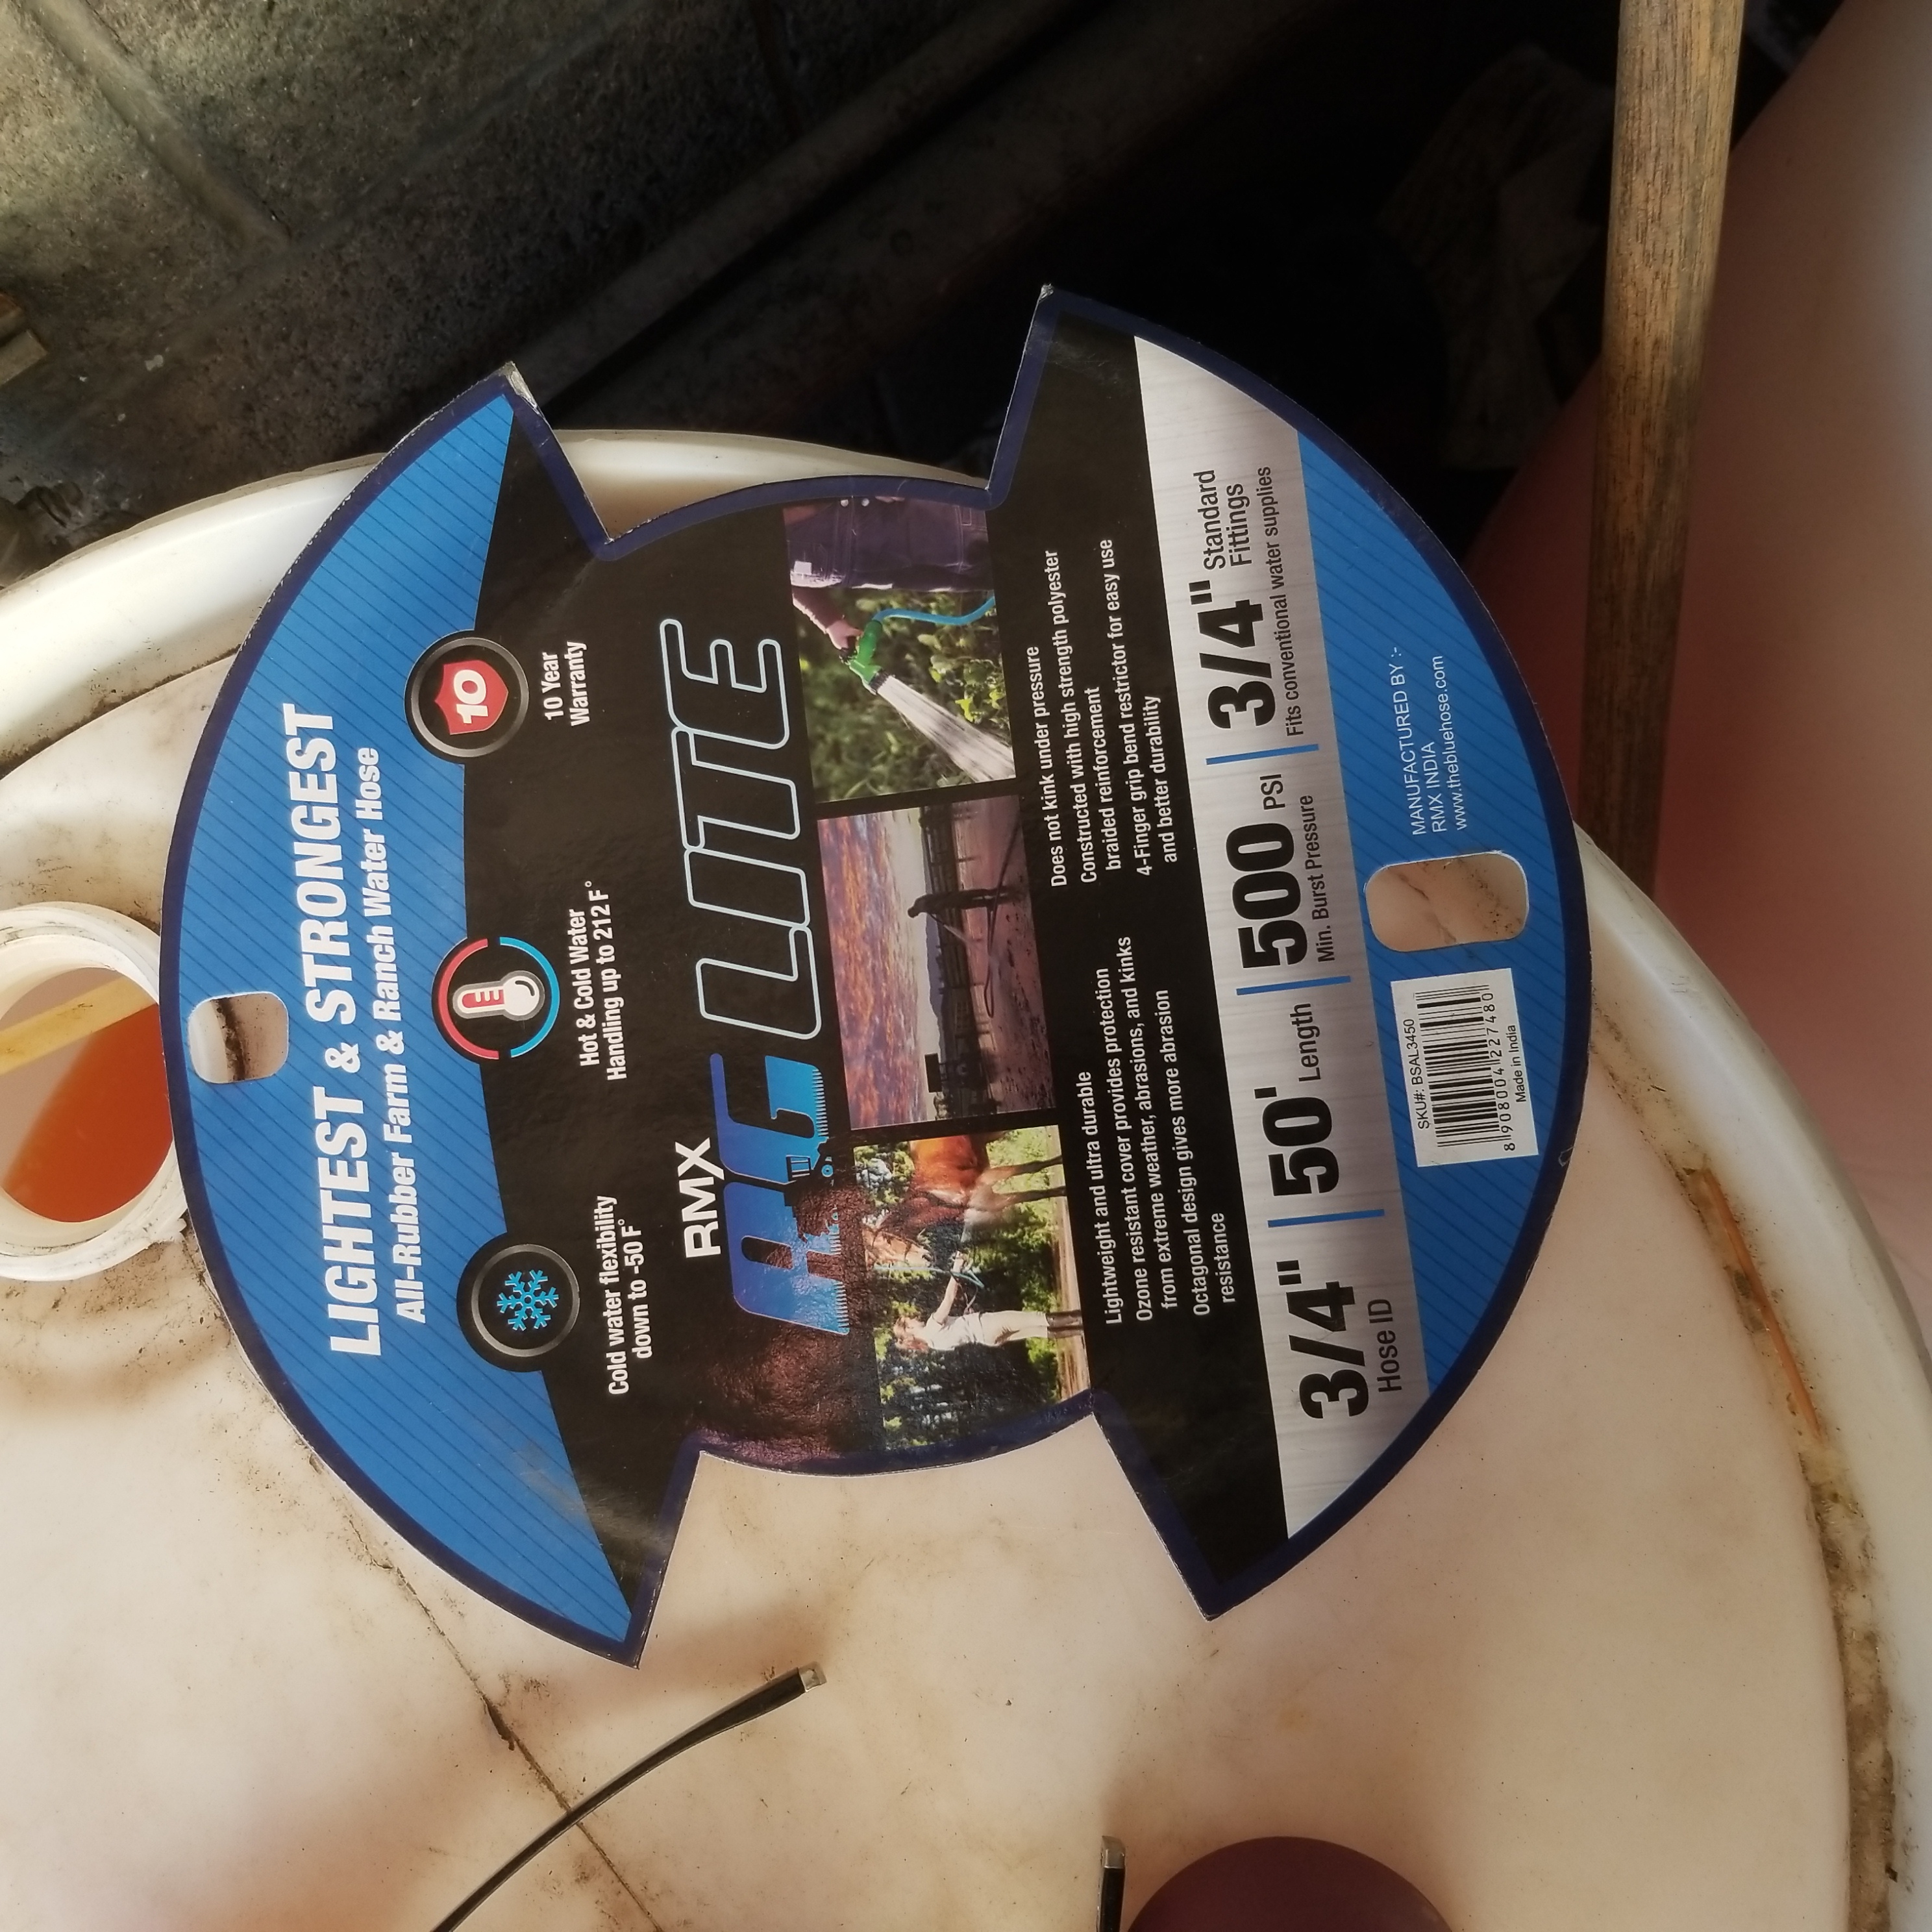 LIGHTEST & STRONGEST
All-Rubber Farm & Ranch Water Hose
Cold water flexibility
down to -50 F°
Hot & Cold Water
Handling up to 212 F°
10
10 Year
Warranty
RMX
AG LITE
Lightweight and ultra durable
Ozone resistant cover provides protection
from extreme weather, abrasions, and kinks
Octagonal design gives more abrasion
resistance
Does not kink under pressure
Constructed with high strength polyester
braided reinforcement
4-Finger grip bend restrictor for easy use
and better durability
3/4"
Hose ID
50' Length
500 PSI
Min. Burst Pressure
3/4" Standard
Fittings
Fits conventional water supplies
SKU#: BSAL3450
8 908004 227480
Made in India
MANUFACTURED BY :-
RMX INDIA
www.thebluehose.com